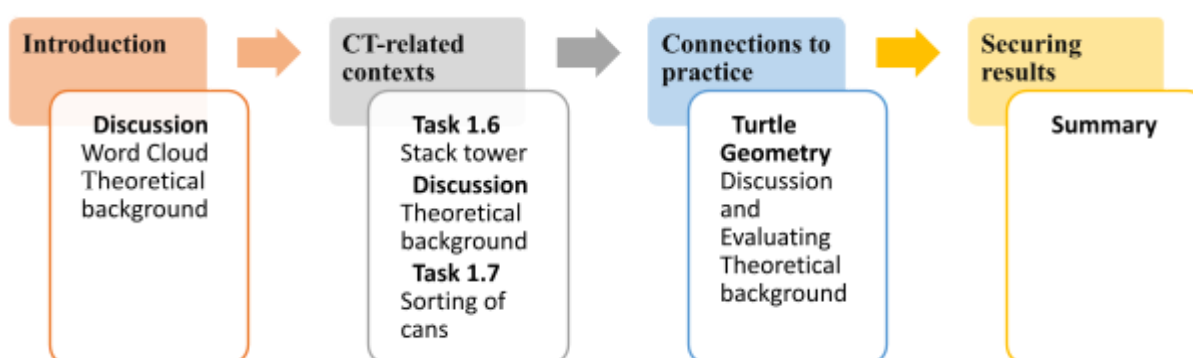 Introduction
Discussion
Word Cloud
Theoretical
background
CT-related
contexts
Task 1.6
Stack tower
Discussion
Theoretical
background
Task 1.7
Sorting of
cans
Connections to
practice
Turtle
Geometry
Discussion
and
Evaluating
Theoretical
background
Securing
results
Summary